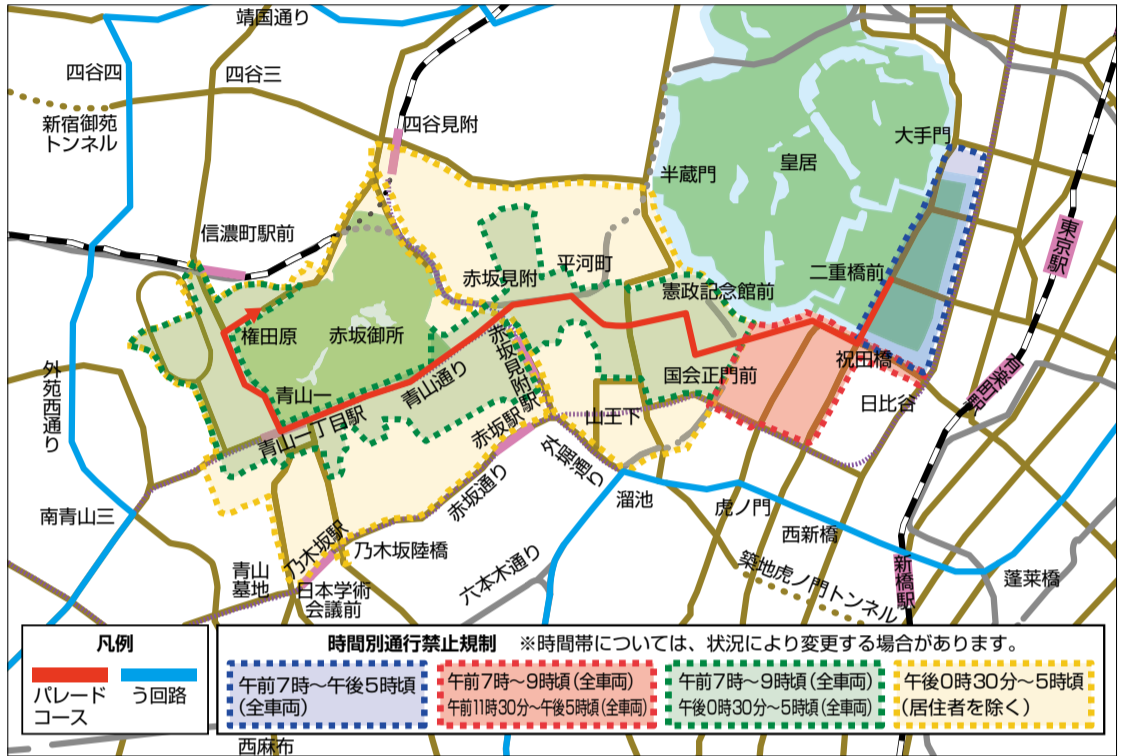 靖国通り
四谷四
四谷三
新宿御苑
トンネル
四谷見附
大手門
半蔵門
皇居
信濃町駅前
東京駅
赤坂見附
平河町
二重橋前
憲政記念館前
権田原
赤坂御所
赤坂見附駅
祝田橋
外苑西通り
青山一
青山通り
国会正門前
有楽町駅
日比谷
青山一丁目駅
赤坂駅
山王下
外堀通り
南青山三
赤坂通り
溜池
虎ノ門
西新橋
乃木坂駅
乃木坂陸橋
六本木通り
築地虎ノ門トンネル
新橋駅
蓬莱橋
青山
墓地
日本学術
会議前
凡例
パレード
コース
う回路
時間別通行禁止規制 ※時間帯については、状況により変更する場合があります。
午前7時~午後5時頃
(全車両)
午前7時~9時頃(全車両)
午前11時30分~午後5時頃(全車両)
午前7時~9時頃(全車両)
午後0時30分~5時頃(全車両)
午後0時30分~5時頃
(居住者を除く)
西麻布